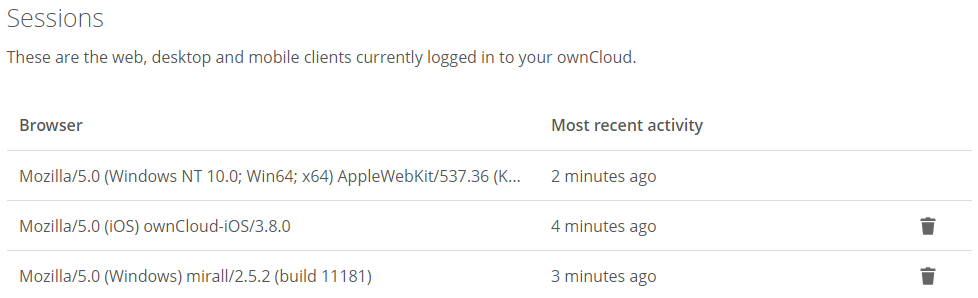 Sessions
These are the web, desktop and mobile clients currently logged in to your ownCloud.
Browser Most recent activity
Mozilla/5.0 (Windows NT 10.0; Win64; x64) AppleWebKit/537.36 (K... 2 minutes ago
Mozilla/5.0 (iOS) ownCloud-iOS/3.8.0 4 minutes ago
Mozilla/5.0 (Windows) mirall/2.5.2 (build 11181) 3 minutes ago